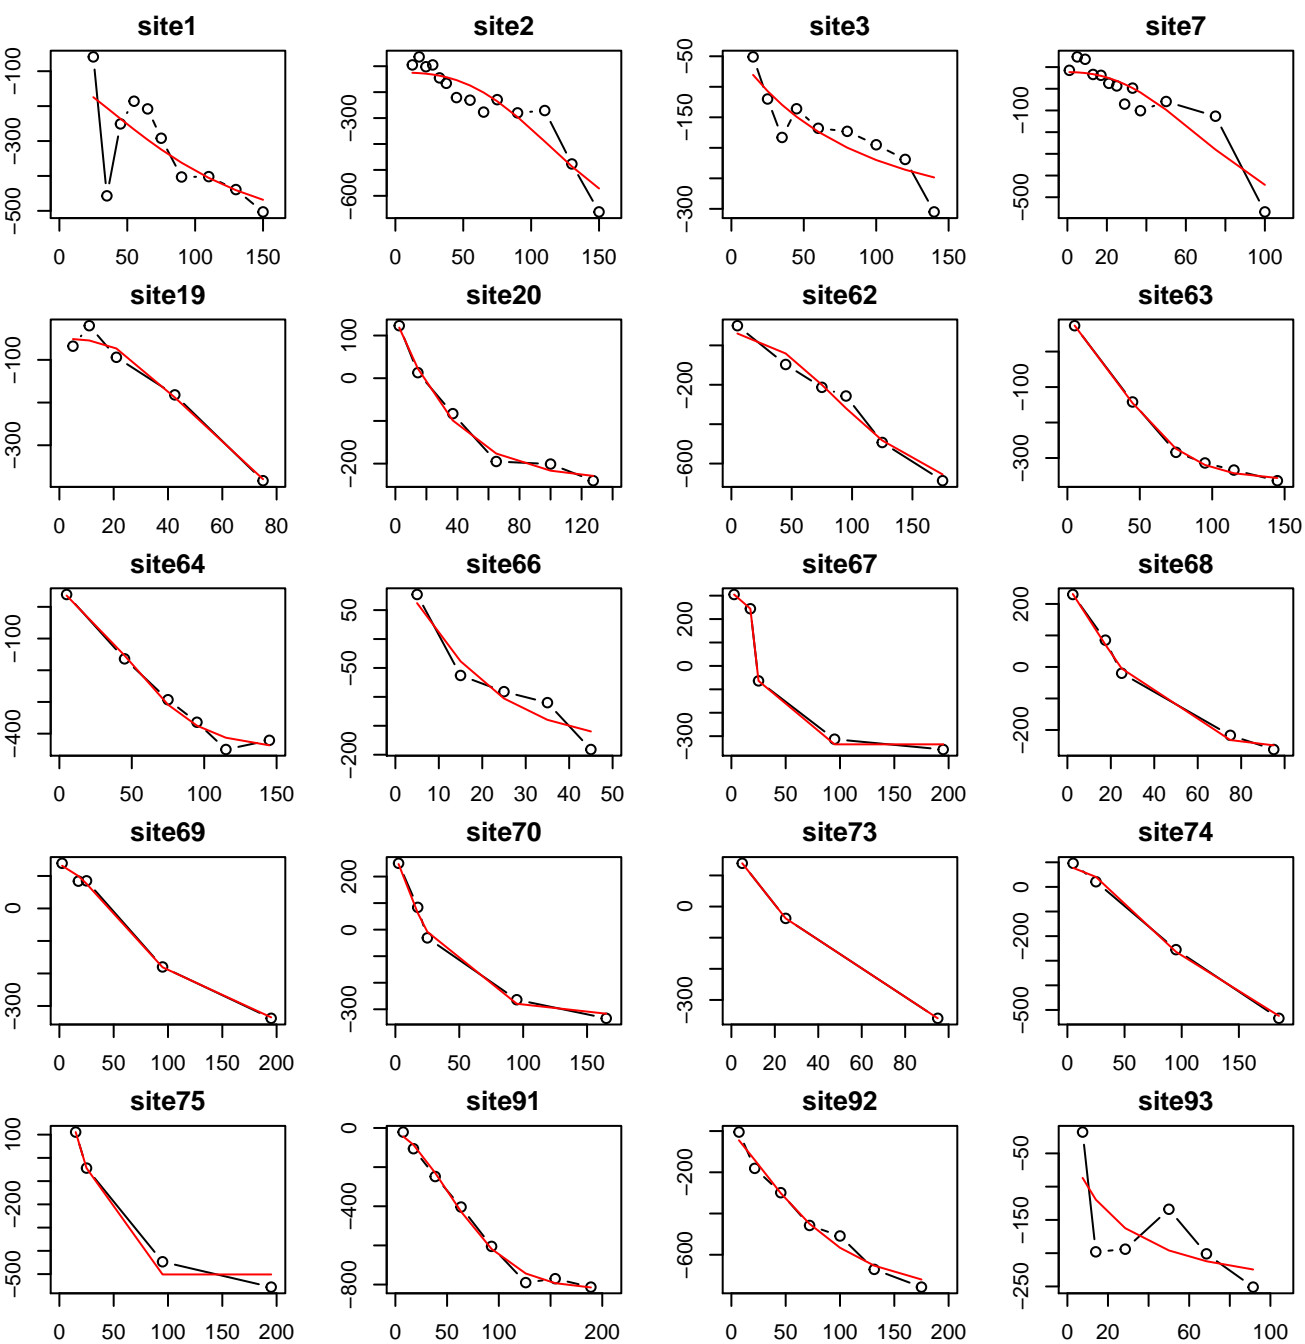 site1 site2 site3 site7
−100 −300 −500
0 50 100 150
−300 −600
0 50 100 150
−50 −150 −300
0 50 100 150
−100 −500
0 20 60 100
site19 site20 site62 site63
−100 −300
0 20 40 60 80
100 0 −200
0 40 80 120
−200 −600
0 50 100 150
−100 −300
0 50 100 150
site64 site66 site67 site68
−100 −400
0 50 100 150
50 −50 −200
0 10 20 30 40 50
200 0 −300
0 50 100 150 200
200 0 −200
0 20 40 60 80
site69 site70 site73 site74
0 −300
0 50 100 150 200
200 0 −300
0 50 100 150
0 −300
0 20 40 60 80
0 −200 −500
0 50 100 150
site75 site91 site92 site93
100 −200 −500
0 50 100 150 200
0 −400 −800
0 50 100 150 200
−200 −600
0 50 100 150 200
−50 −150 −250
0 20 60 100